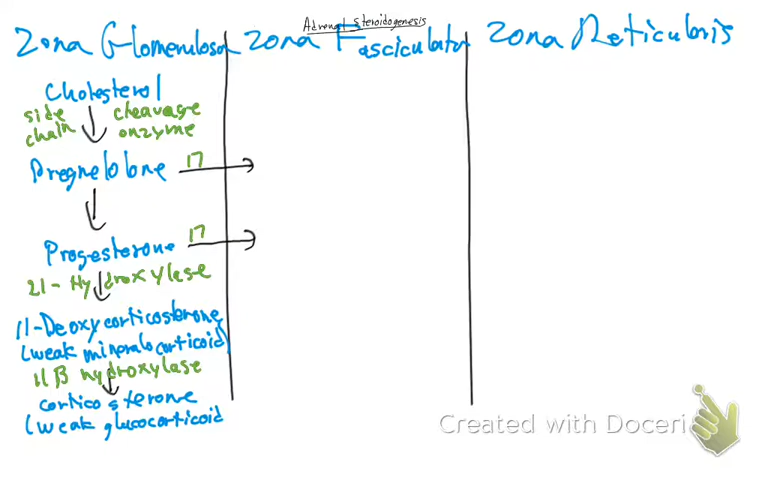 Adrenal Steroidogenesis
Zona Glomerulosa
Zona Fasciculata
Zona Reticularis
Cholesterol
side chain cleavage enzyme
Pregnelolone
17
Progesterone
17
21-Hydroxylase
11-Deoxycorticosterone
(weak mineralocorticoid)
11 β hydroxylase
corticosterone
(weak glucocorticoid
Created with Doceri